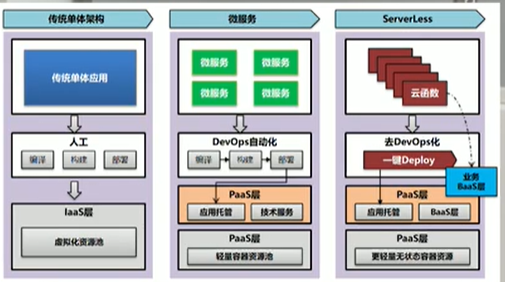 传统单体架构
微服务
ServerLess
传统单体应用
微服务
微服务
微服务
微服务
云函数
人工
编译
构建
部署
DevOps自动化
编译
构建
部署
去DevOps化
一键Deploy
业务
BaaS层
IaaS层
虚拟化资源池
PaaS层
应用托管
技术服务
PaaS层
轻量容器资源池
PaaS层
应用托管
BaaS层
PaaS层
更轻量无状态容器资源